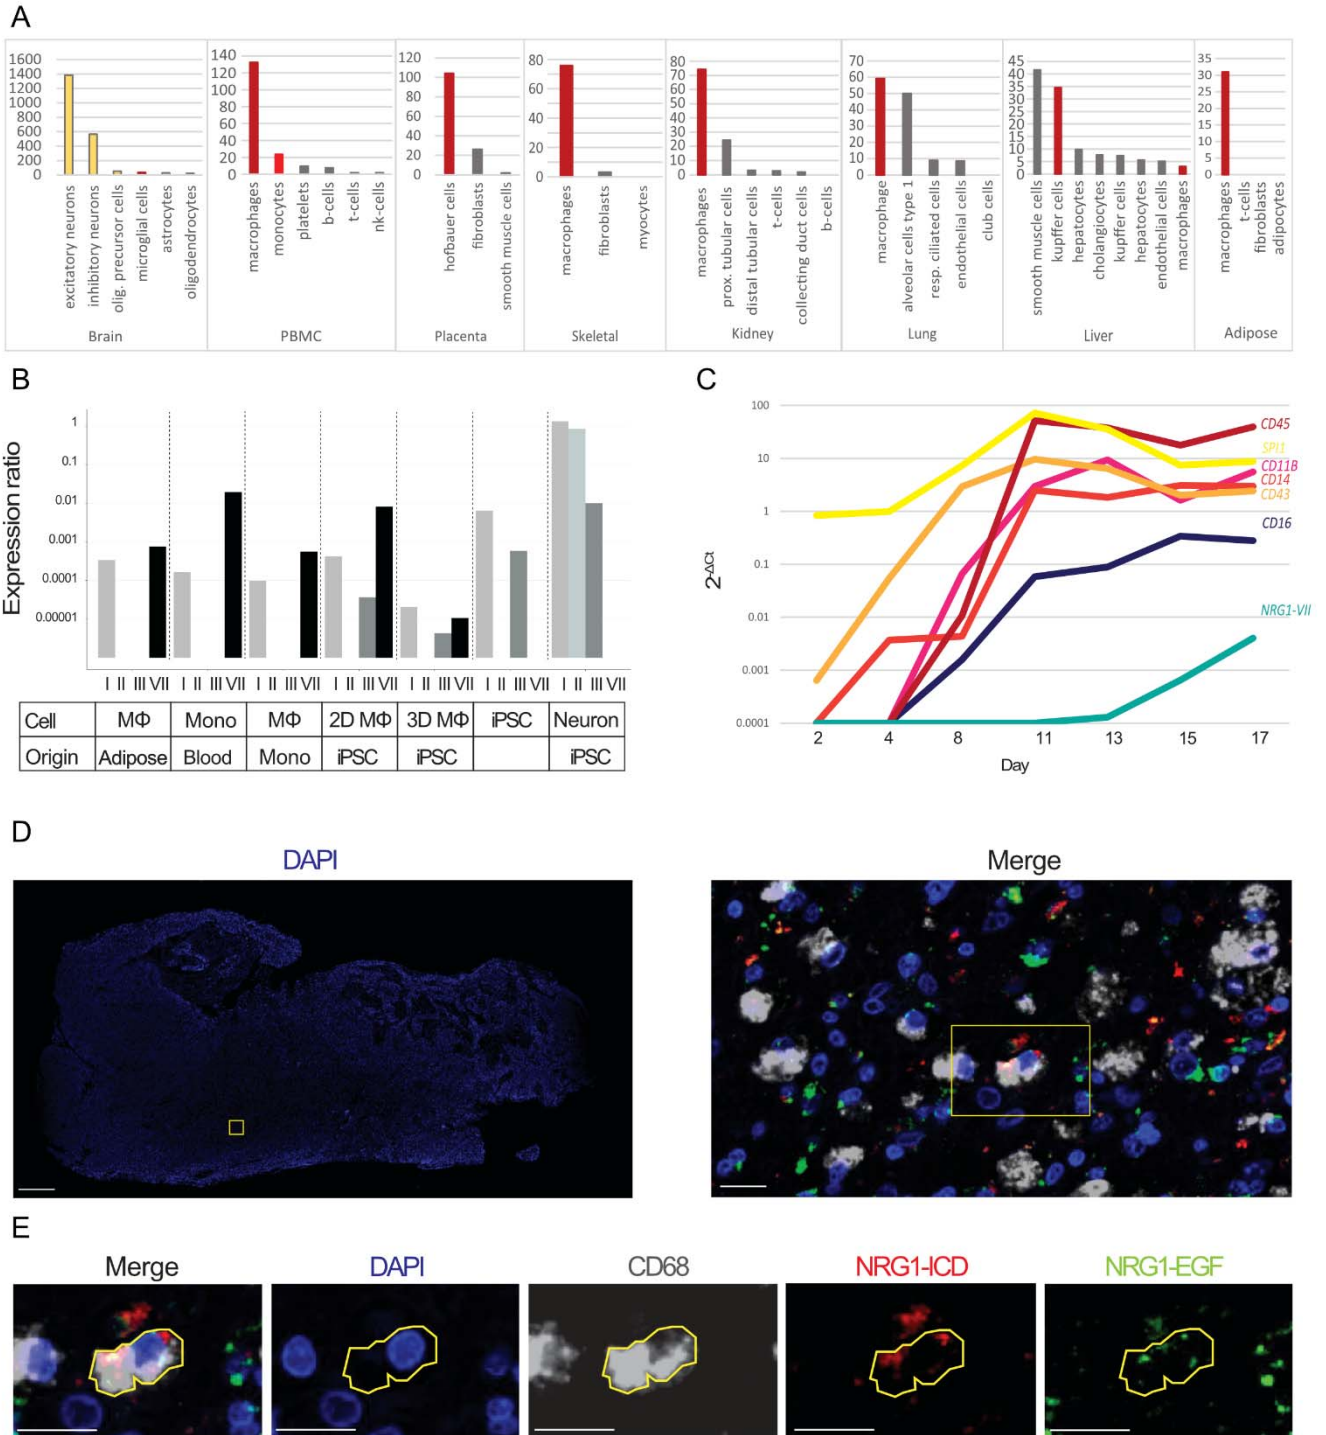 A
1600
1400
1200
1000
800
600
400
200
0
excitatory neurons
inhibitory neurons
olig. precursor cells
microglial cells
astrocytes
oligodendrocytes
Brain
140
120
100
80
60
40
20
0
macrophages
monocytes
platelets
b-cells
t-cells
nk-cells
PBMC
120
100
80
60
40
20
0
hofbauer cells
fibroblasts
smooth muscle cells
Placenta
80
60
40
20
0
macrophages
fibroblasts
myocytes
Skeletal
80
70
60
50
40
30
20
10
0
macrophages
prox. tubular cells
distal tubular cells
t-cells
collecting duct cells
b-cells
Kidney
70
60
50
40
30
20
10
0
macrophage
alveolar cells type 1
resp. ciliated cells
endothelial cells
club cells
Lung
45
40
35
30
25
20
15
10
5
0
smooth muscle cells
kupffer cells
hepatocytes
cholangiocytes
kupffer cells
hepatocytes
endothelial cells
macrophages
Liver
35
30
25
20
15
10
5
0
macrophages
t-cells
fibroblasts
adipocytes
Adipose
B
Expression ratio
1
0.1
0.01
0.001
0.0001
0.00001
I II III VII I II III VII I II III VII I II III VII I II III VII I II III VII I II III VII
Cell MΦ Mono MΦ 2D MΦ 3D MΦ iPSC Neuron
Origin Adipose Blood Mono iPSC iPSC iPSC
C
2-ΔCt
100
10
1
0.1
0.01
0.001
0.0001
CD45
SPI1
CD11B
CD14
CD43
CD16
NRG1-VII
2 4 8 11 13 15 17
Day
D
DAPI Merge
E
Merge DAPI CD68 NRG1-ICD NRG1-EGF